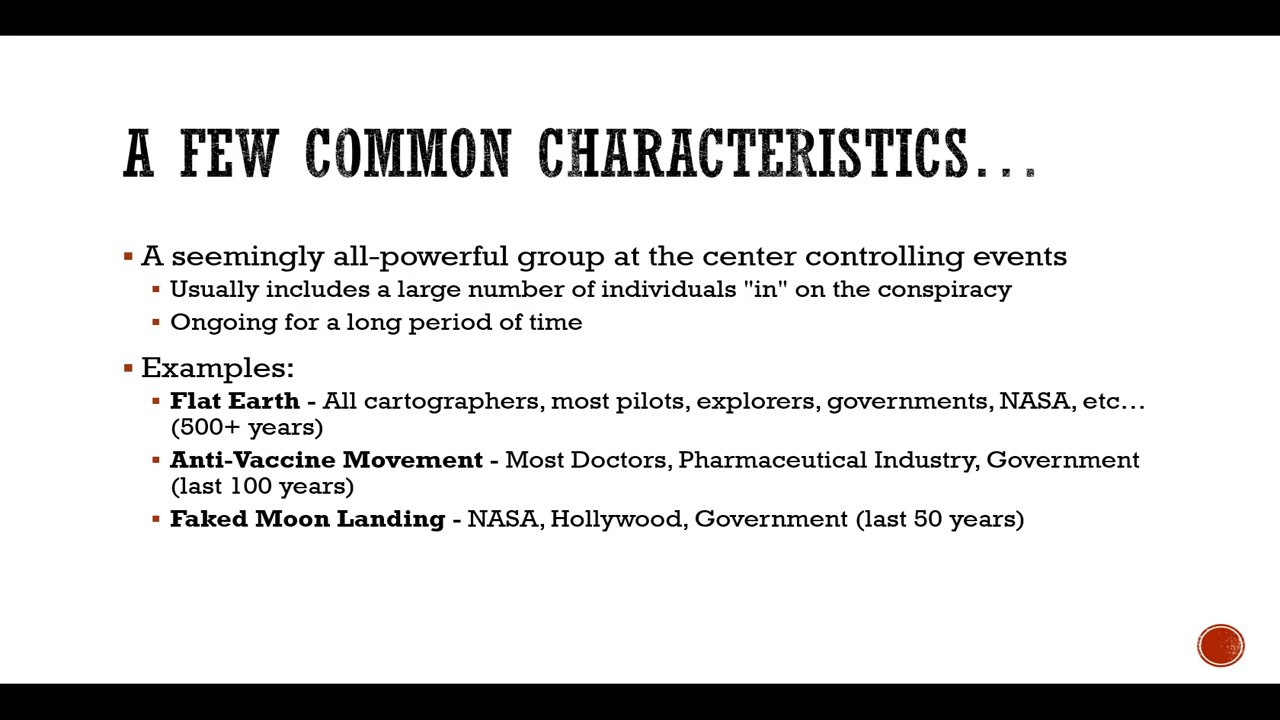 A FEW COMMON CHARACTERISTICS...
▪ A seemingly all-powerful group at the center controlling events
▪ Usually includes a large number of individuals "in" on the conspiracy
▪ Ongoing for a long period of time
▪ Examples:
▪ Flat Earth - All cartographers, most pilots, explorers, governments, NASA, etc…
(500+ years)
▪ Anti-Vaccine Movement - Most Doctors, Pharmaceutical Industry, Government
(last 100 years)
▪ Faked Moon Landing - NASA, Hollywood, Government (last 50 years)